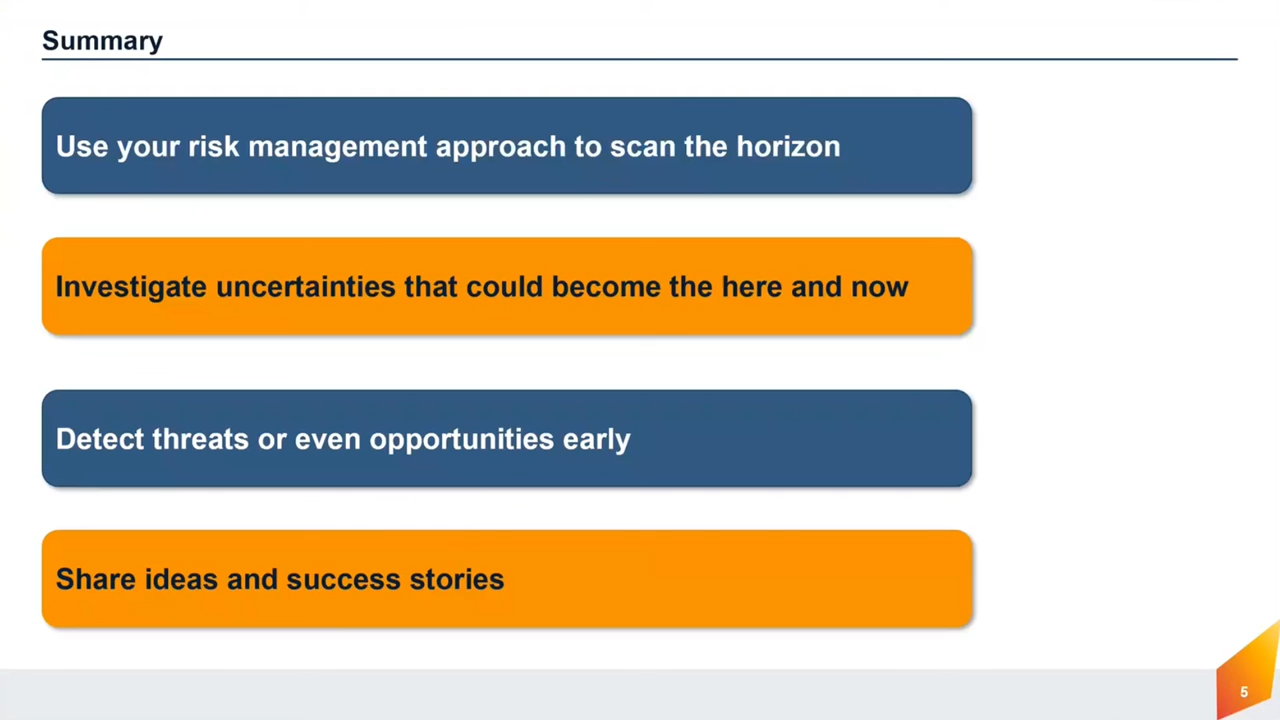 Summary
Use your risk management approach to scan the horizon
Investigate uncertainties that could become the here and now
Detect threats or even opportunities early
Share ideas and success stories
5